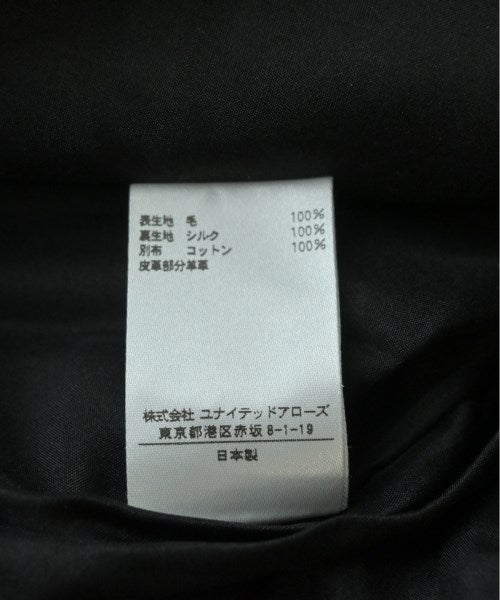 表生地 毛 100%
裏生地 シルク 100%
別布 コットン 100%
皮革部分羊革
株式会社 ユナイテッドアローズ
東京都港区赤坂8-1-19
日本製